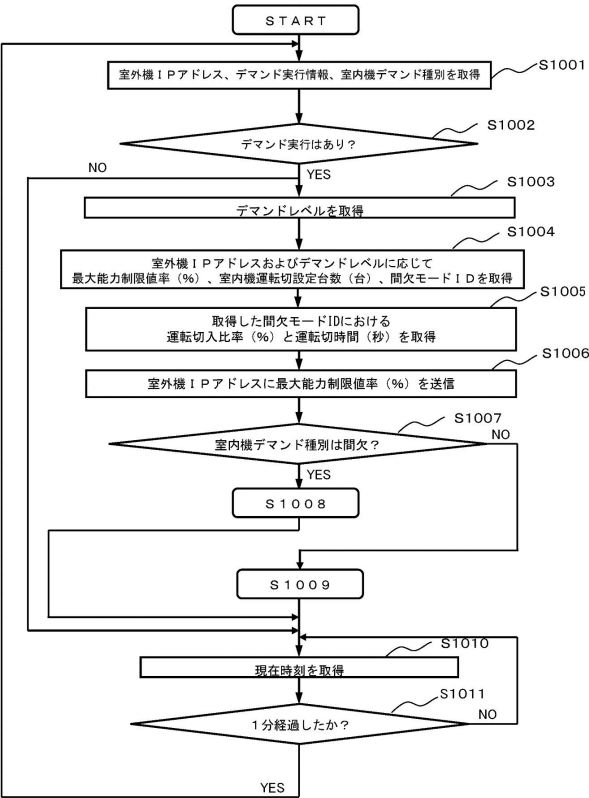 ＳＴＡＲＴ
室外機ＩＰアドレス、デマンド実行情報、室内機デマンド種別を取得
Ｓ１００１
デマンド実行はあり？
Ｓ１００２
NO
YES
Ｓ１００３
デマンドレベルを取得
Ｓ１００４
室外機ＩＰアドレスおよびデマンドレベルに応じて
最大能力制限値率（％）、室内機運転切設定台数（台）、間欠モードＩＤを取得
Ｓ１００５
取得した間欠モードIDにおける
運転切入比率（％）と運転切時間（秒）を取得
Ｓ１００６
室外機ＩＰアドレスに最大能力制限値率（％）を送信
Ｓ１００７
室内機デマンド種別は間欠？
NO
YES
Ｓ１００８
Ｓ１００９
Ｓ１０１０
現在時刻を取得
Ｓ１０１１
１分経過したか？
NO
YES